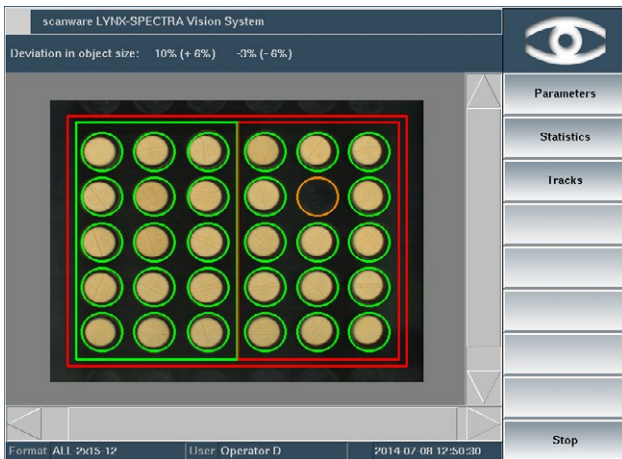 scanware LYNX-SPECTRA Vision System
Deviation in object size: 10% (+ 6%) -3% (- 6%)
Parameters
Statistics
Tracks
Stop
Format ALL-2x15-12 User Operator D 2014-07-08 12:50:30